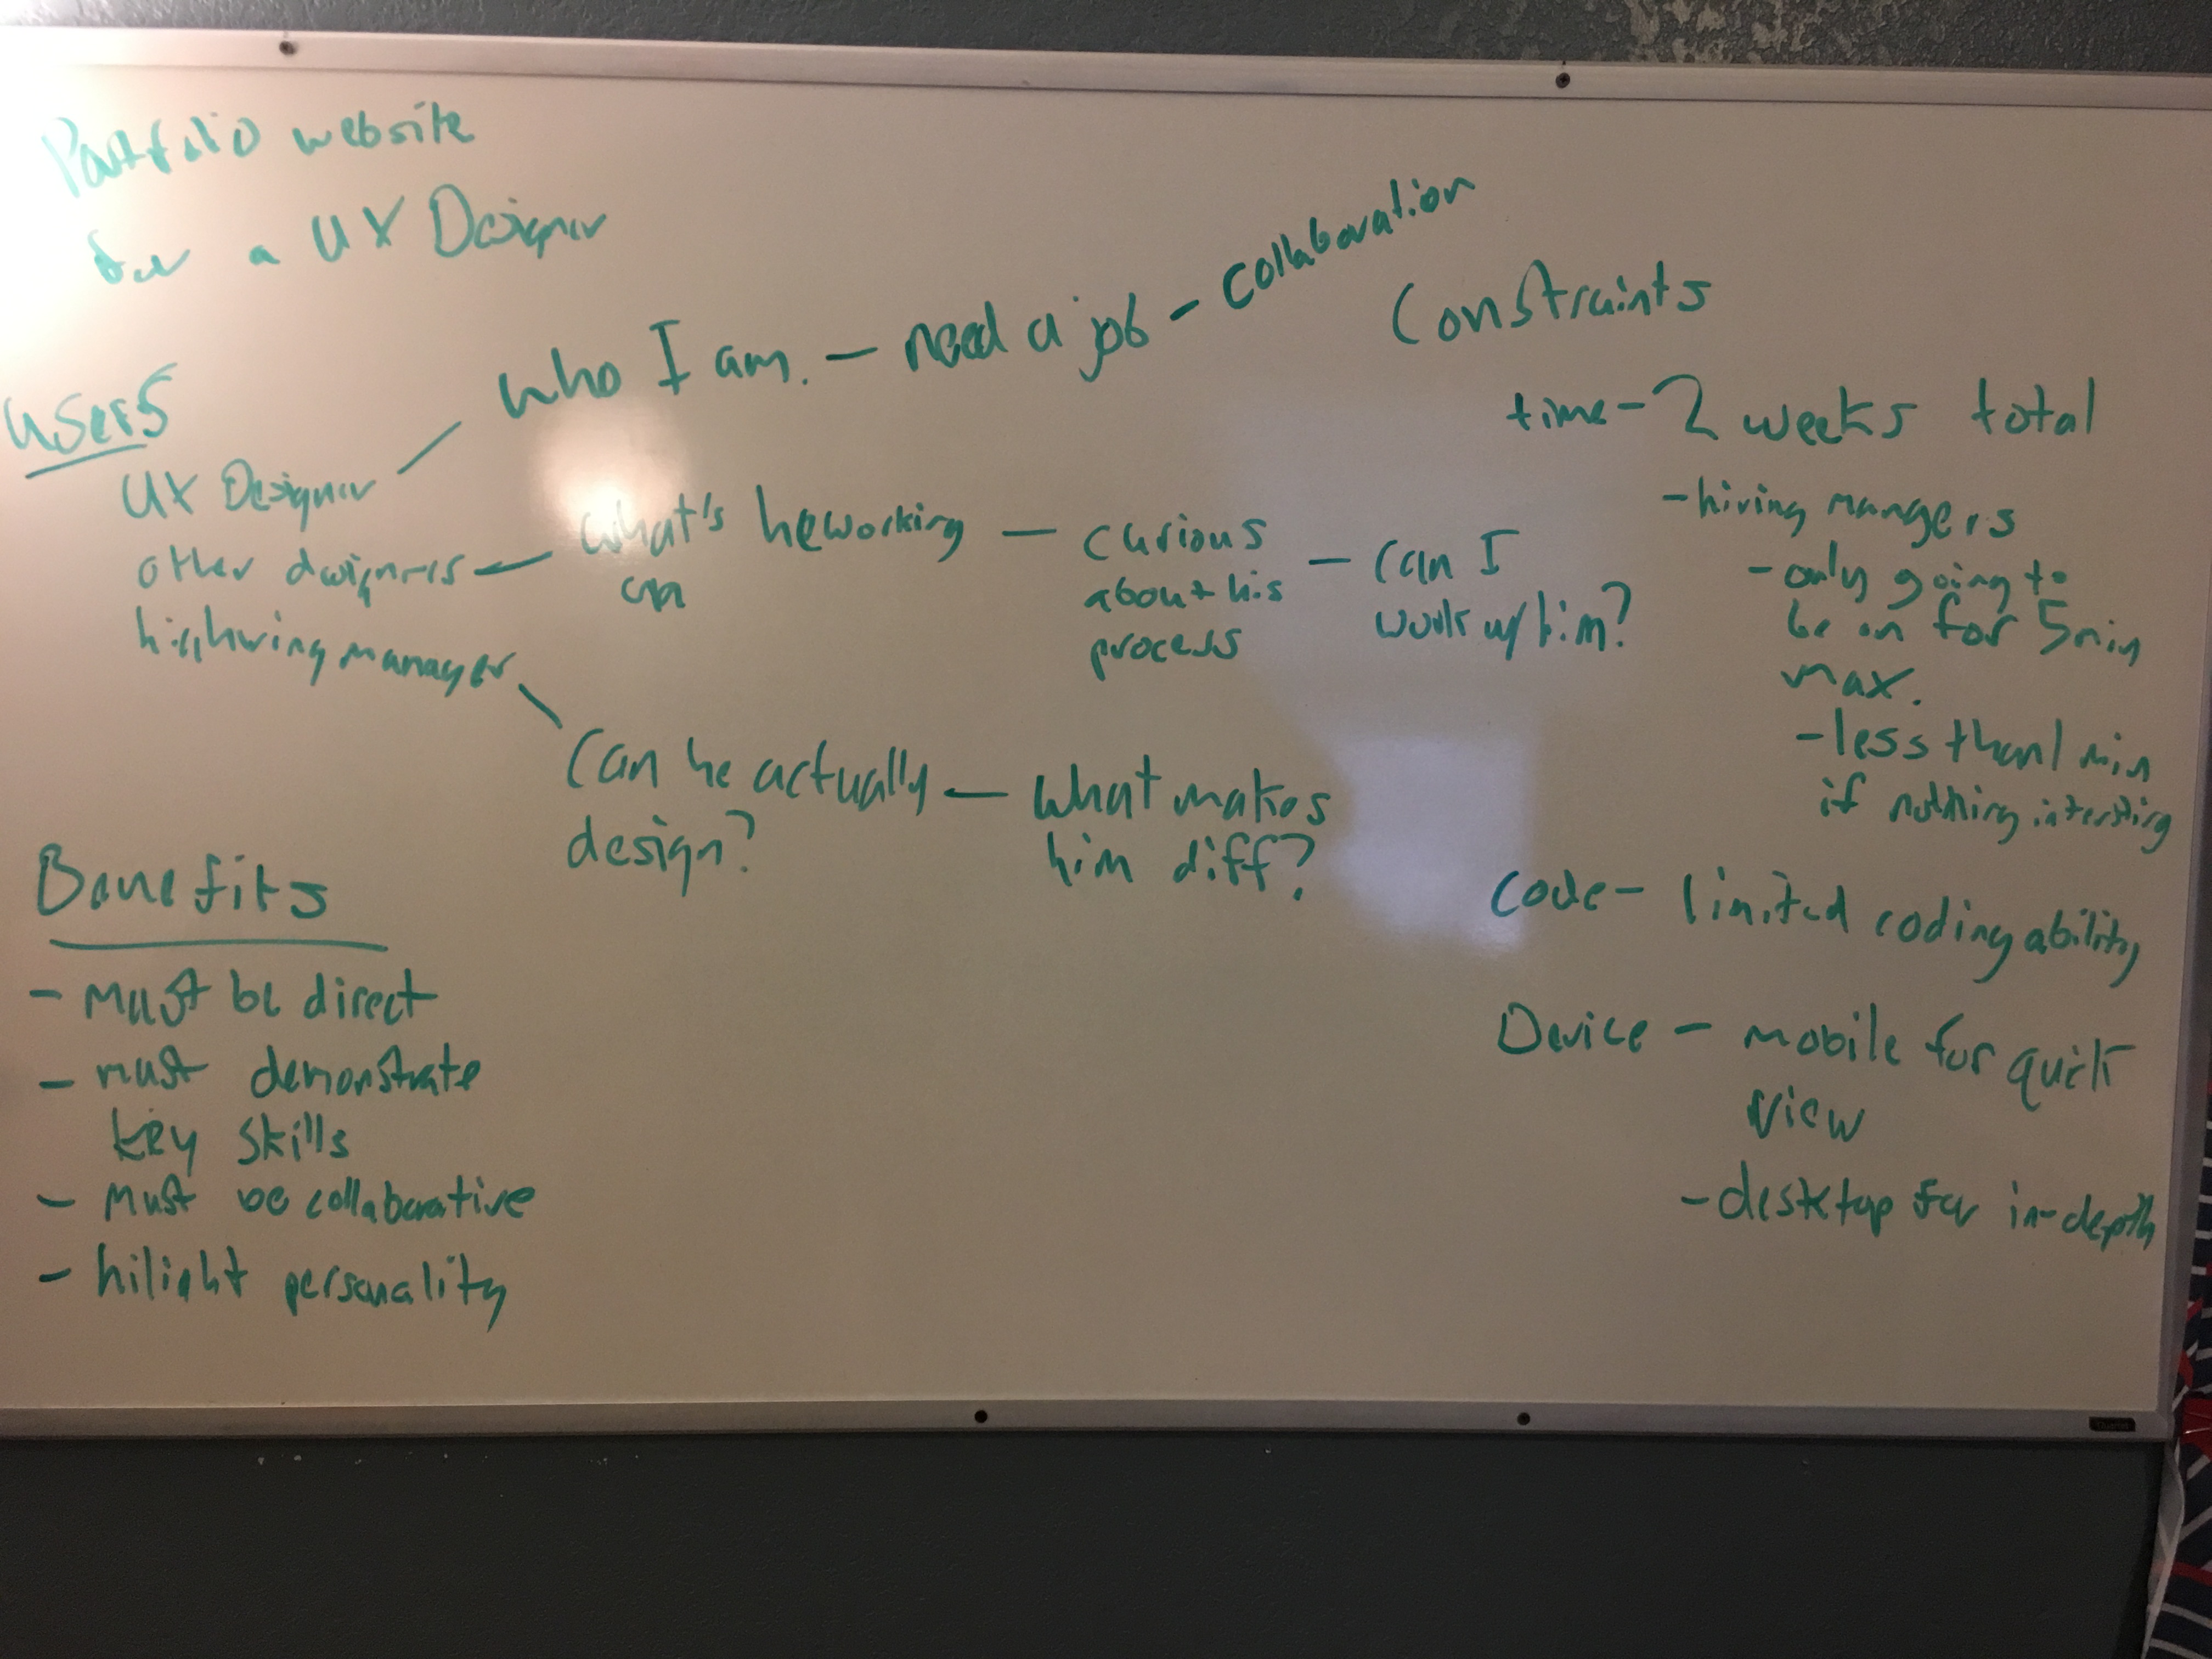 Portfolio website
for a UX Designer
Users
UX Designer
other designers
hiring manager
who I am. - need a job - collaboration
what's he working
on
- curious
about his
process
- can I
work w/ him?
Can he actually
design?
- what makes
him diff?
Benefits
- must be direct
- must demonstrate
key skills
- must be collaborative
- hilight personality
Constraints
time - 2 weeks total
- hiring mangers
- only going to
be on for 5 min
max.
- less than 1 min
if nothing intersting
Code - limited coding ability
Device - mobile for quick
view
- desktop for in-depth